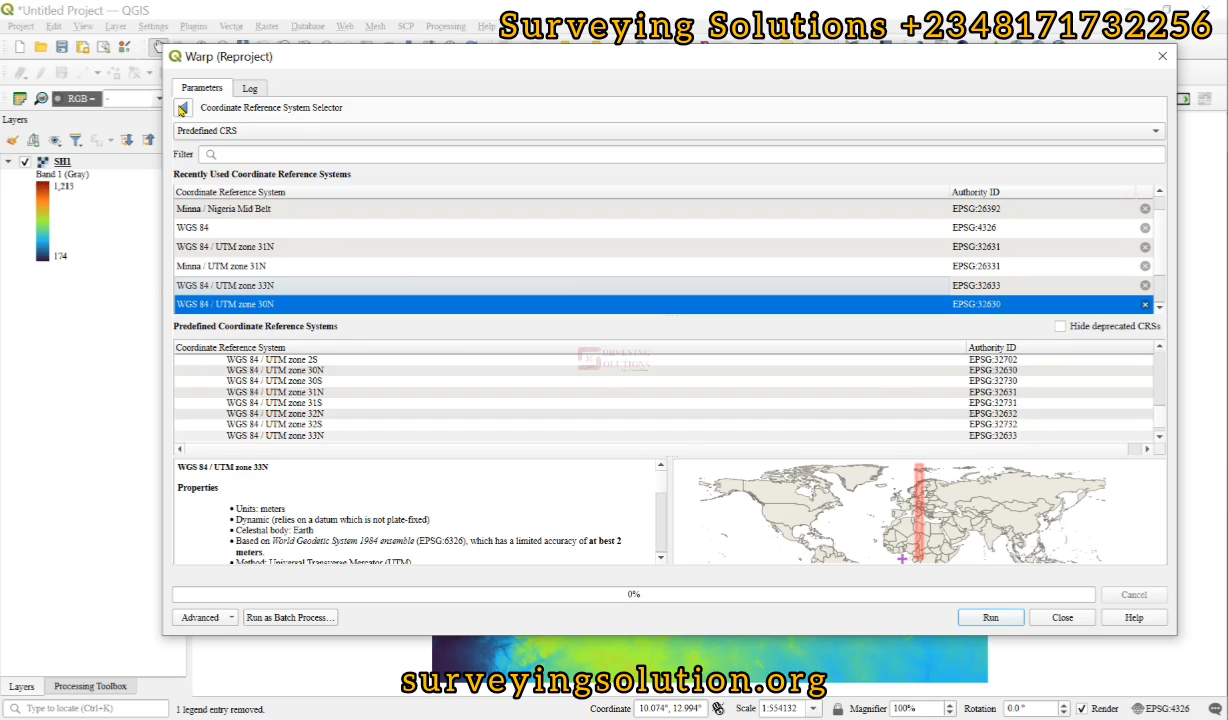 *Untitled Project — QGIS
Project Edit View Layer Settings Plugins Vector Raster Database Web Mesh SCP Processing Help
Surveying Solutions +2348171732256
Warp (Reproject)
Parameters Log
RGB
Coordinate Reference System Selector
Layers
Predefined CRS
Filter
SH1
Band 1 (Gray)
1,213
174
Recently Used Coordinate Reference Systems
Coordinate Reference System Authority ID
Minna / Nigeria Mid Belt EPSG:26392
WGS 84 EPSG:4326
WGS 84 / UTM zone 31N EPSG:32631
Minna / UTM zone 31N EPSG:26331
WGS 84 / UTM zone 33N EPSG:32633
WGS 84 / UTM zone 30N EPSG:32630
Predefined Coordinate Reference Systems Hide deprecated CRSs
Coordinate Reference System Authority ID
WGS 84 / UTM zone 2S EPSG:32702
WGS 84 / UTM zone 30N EPSG:32630
WGS 84 / UTM zone 30S EPSG:32730
WGS 84 / UTM zone 31N EPSG:32631
WGS 84 / UTM zone 31S EPSG:32731
WGS 84 / UTM zone 32N EPSG:32632
WGS 84 / UTM zone 32S EPSG:32732
WGS 84 / UTM zone 33N EPSG:32633
WGS 84 / UTM zone 33N
Properties
• Units: meters
• Dynamic (relies on a datum which is not plate-fixed)
• Celestial body: Earth
• Based on World Geodetic System 1984 ensemble (EPSG:6326), which has a limited accuracy of at best 2
meters.
• Method: Universal Transverse Mercator (UTM)
0% Cancel
Advanced Run as Batch Process… Run Close Help
surveyingsolution.org
Layers Processing Toolbox
Type to locate (Ctrl+K) 1 legend entry removed. Coordinate 10.074°, 12.994° Scale 1:554132 Magnifier 100% Rotation 0.0° Render EPSG:4326